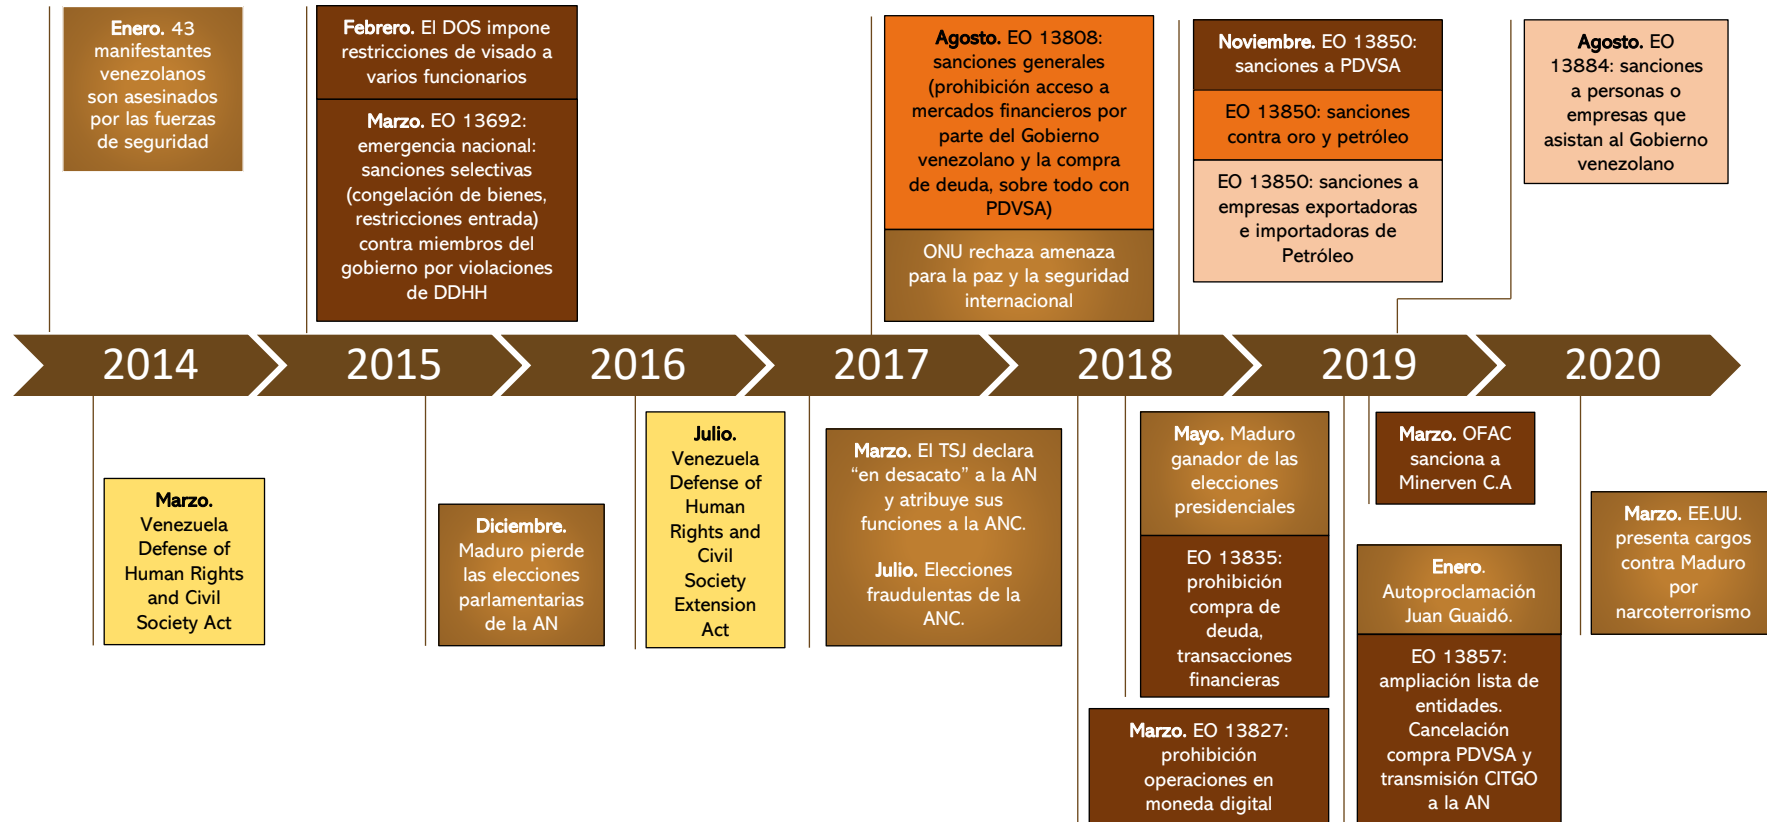 Enero. 43
manifestantes
venezolanos
son asesinados
por las fuerzas
de seguridad
Febrero. El DOS impone
restricciones de visado a
varios funcionarios
Marzo. EO 13692:
emergencia nacional:
sanciones selectivas
(congelación de bienes,
restricciones entrada)
contra miembros del
gobierno por violaciones
de DDHH
Agosto. EO 13808:
sanciones generales
(prohibición acceso a
mercados financieros por
parte del Gobierno
venezolano y la compra
de deuda, sobre todo con
PDVSA)
ONU rechaza amenaza
para la paz y la seguridad
internacional
Noviembre. EO 13850:
sanciones a PDVSA
EO 13850: sanciones
contra oro y petróleo
EO 13850: sanciones a
empresas exportadoras
e importadoras de
Petróleo
Agosto. EO
13884: sanciones
a personas o
empresas que
asistan al Gobierno
venezolano
2014
2015
2016
2017
2018
2019
2020
Marzo.
Venezuela
Defense of
Human Rights
and Civil
Society Act
Diciembre.
Maduro pierde
las elecciones
parlamentarias
de la AN
Julio.
Venezuela
Defense of
Human
Rights and
Civil
Society
Extension
Act
Marzo. El TSJ declara
“en desacato” a la AN
y atribuye sus
funciones a la ANC.
Julio. Elecciones
fraudulentas de la
ANC.
Mayo. Maduro
ganador de las
elecciones
presidenciales
EO 13835:
prohibición
compra de
deuda,
transacciones
financieras
Marzo. EO 13827:
prohibición
operaciones en
moneda digital
Marzo. OFAC
sanciona a
Minerven C.A
Enero.
Autoproclamación
Juan Guaidó.
EO 13857:
ampliación lista de
entidades.
Cancelación
compra PDVSA y
transmisión CITGO
a la AN
Marzo. EE.UU.
presenta cargos
contra Maduro
por
narcoterrorismo